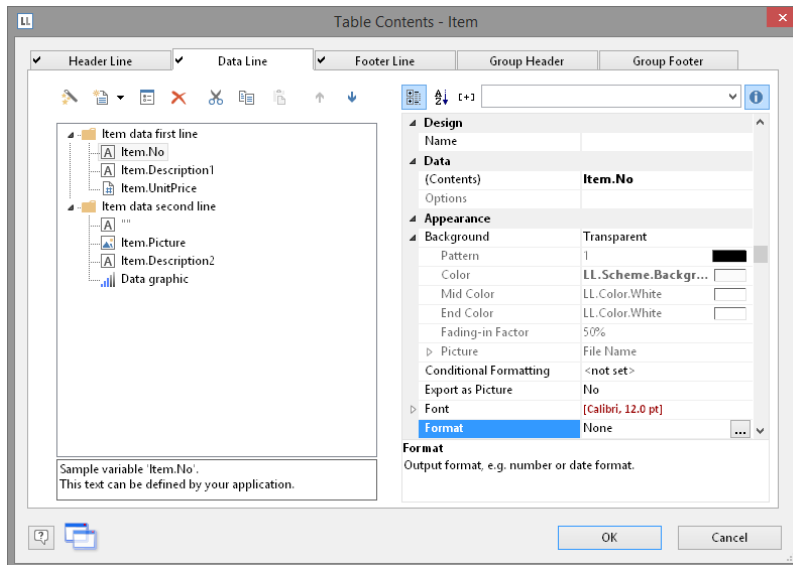 LL
Table Contents - Item
Header Line
Data Line
Footer Line
Group Header
Group Footer
Item data first line
A Item.No
A Item.Description1
# Item.UnitPrice
Item data second line
A ""
Item.Picture
A Item.Description2
Data graphic
Sample variable 'Item.No'.
This text can be defined by your application.
A
Z
[+]
Design
Name
Data
{Contents} Item.No
Options
Appearance
Background Transparent
Pattern 1
Color LL.Scheme.Backgr...
Mid Color LL.Color.White
End Color LL.Color.White
Fading-in Factor 50%
Picture File Name
Conditional Formatting <not set>
Export as Picture No
Font [Calibri, 12.0 pt]
Format None ...
Format
Output format, e.g. number or date format.
OK
Cancel